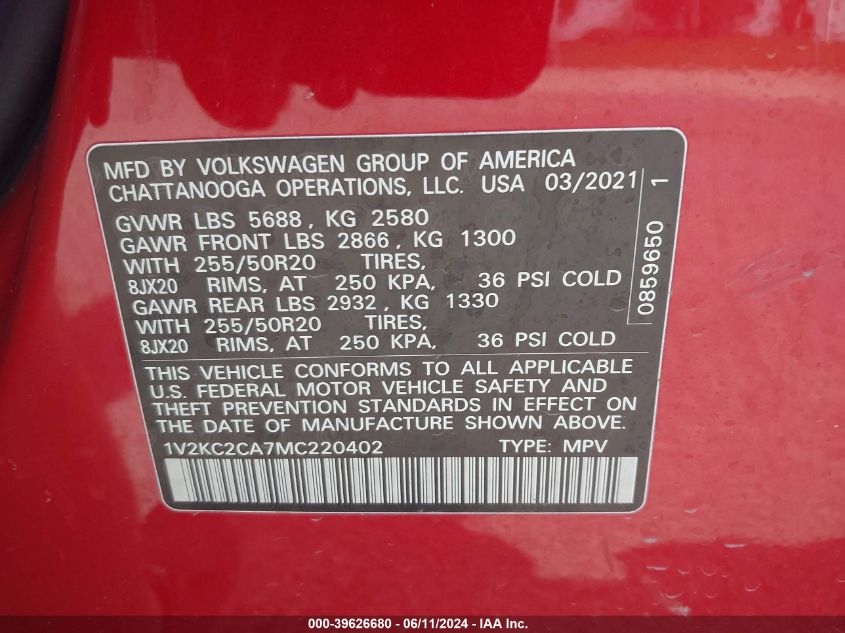 MFD BY VOLKSWAGEN GROUP OF AMERICA
CHATTANOOGA OPERATIONS, LLC. USA 03/2021
GVWR LBS 5688, KG 2580
GAWR FRONT LBS 2866, KG 1300
WITH 255/50R20 TIRES,
8JX20 RIMS, AT 250 KPA, 36 PSI COLD
GAWR REAR LBS 2932, KG 1330
WITH 255/50R20 TIRES,
8JX20 RIMS, AT 250 KPA, 36 PSI COLD
0859650 1
THIS VEHICLE CONFORMS TO ALL APPLICABLE
U.S. FEDERAL MOTOR VEHICLE SAFETY AND
THEFT PREVENTION STANDARDS IN EFFECT ON
THE DATE OF MANUFACTURE SHOWN ABOVE.
1V2KC2CA7MC220402 TYPE: MPV
000-39626680 - 06/11/2024 - IAA Inc.